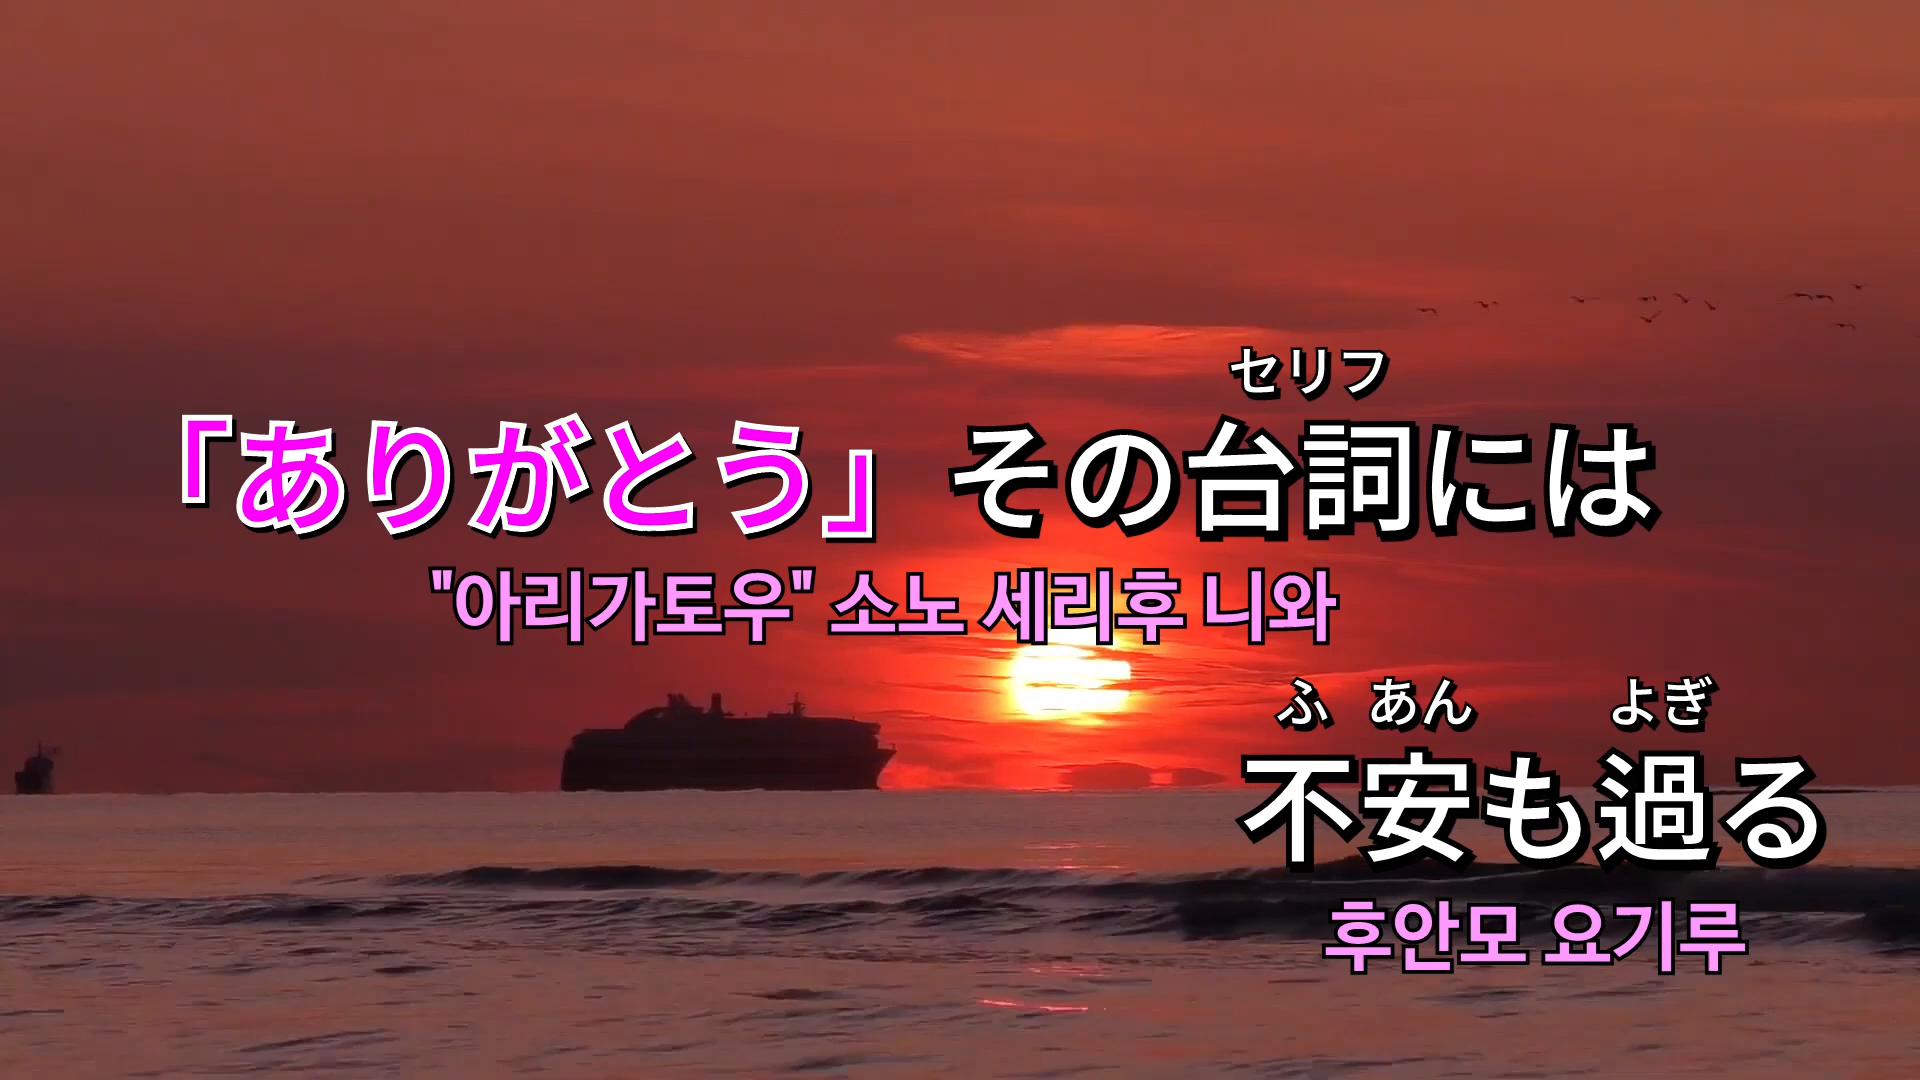 セリフ
「ありがとう」その台詞には
"아리가토우" 소노 세리후 니와
ふ あん よぎ
不安も過る
후안모 요기루